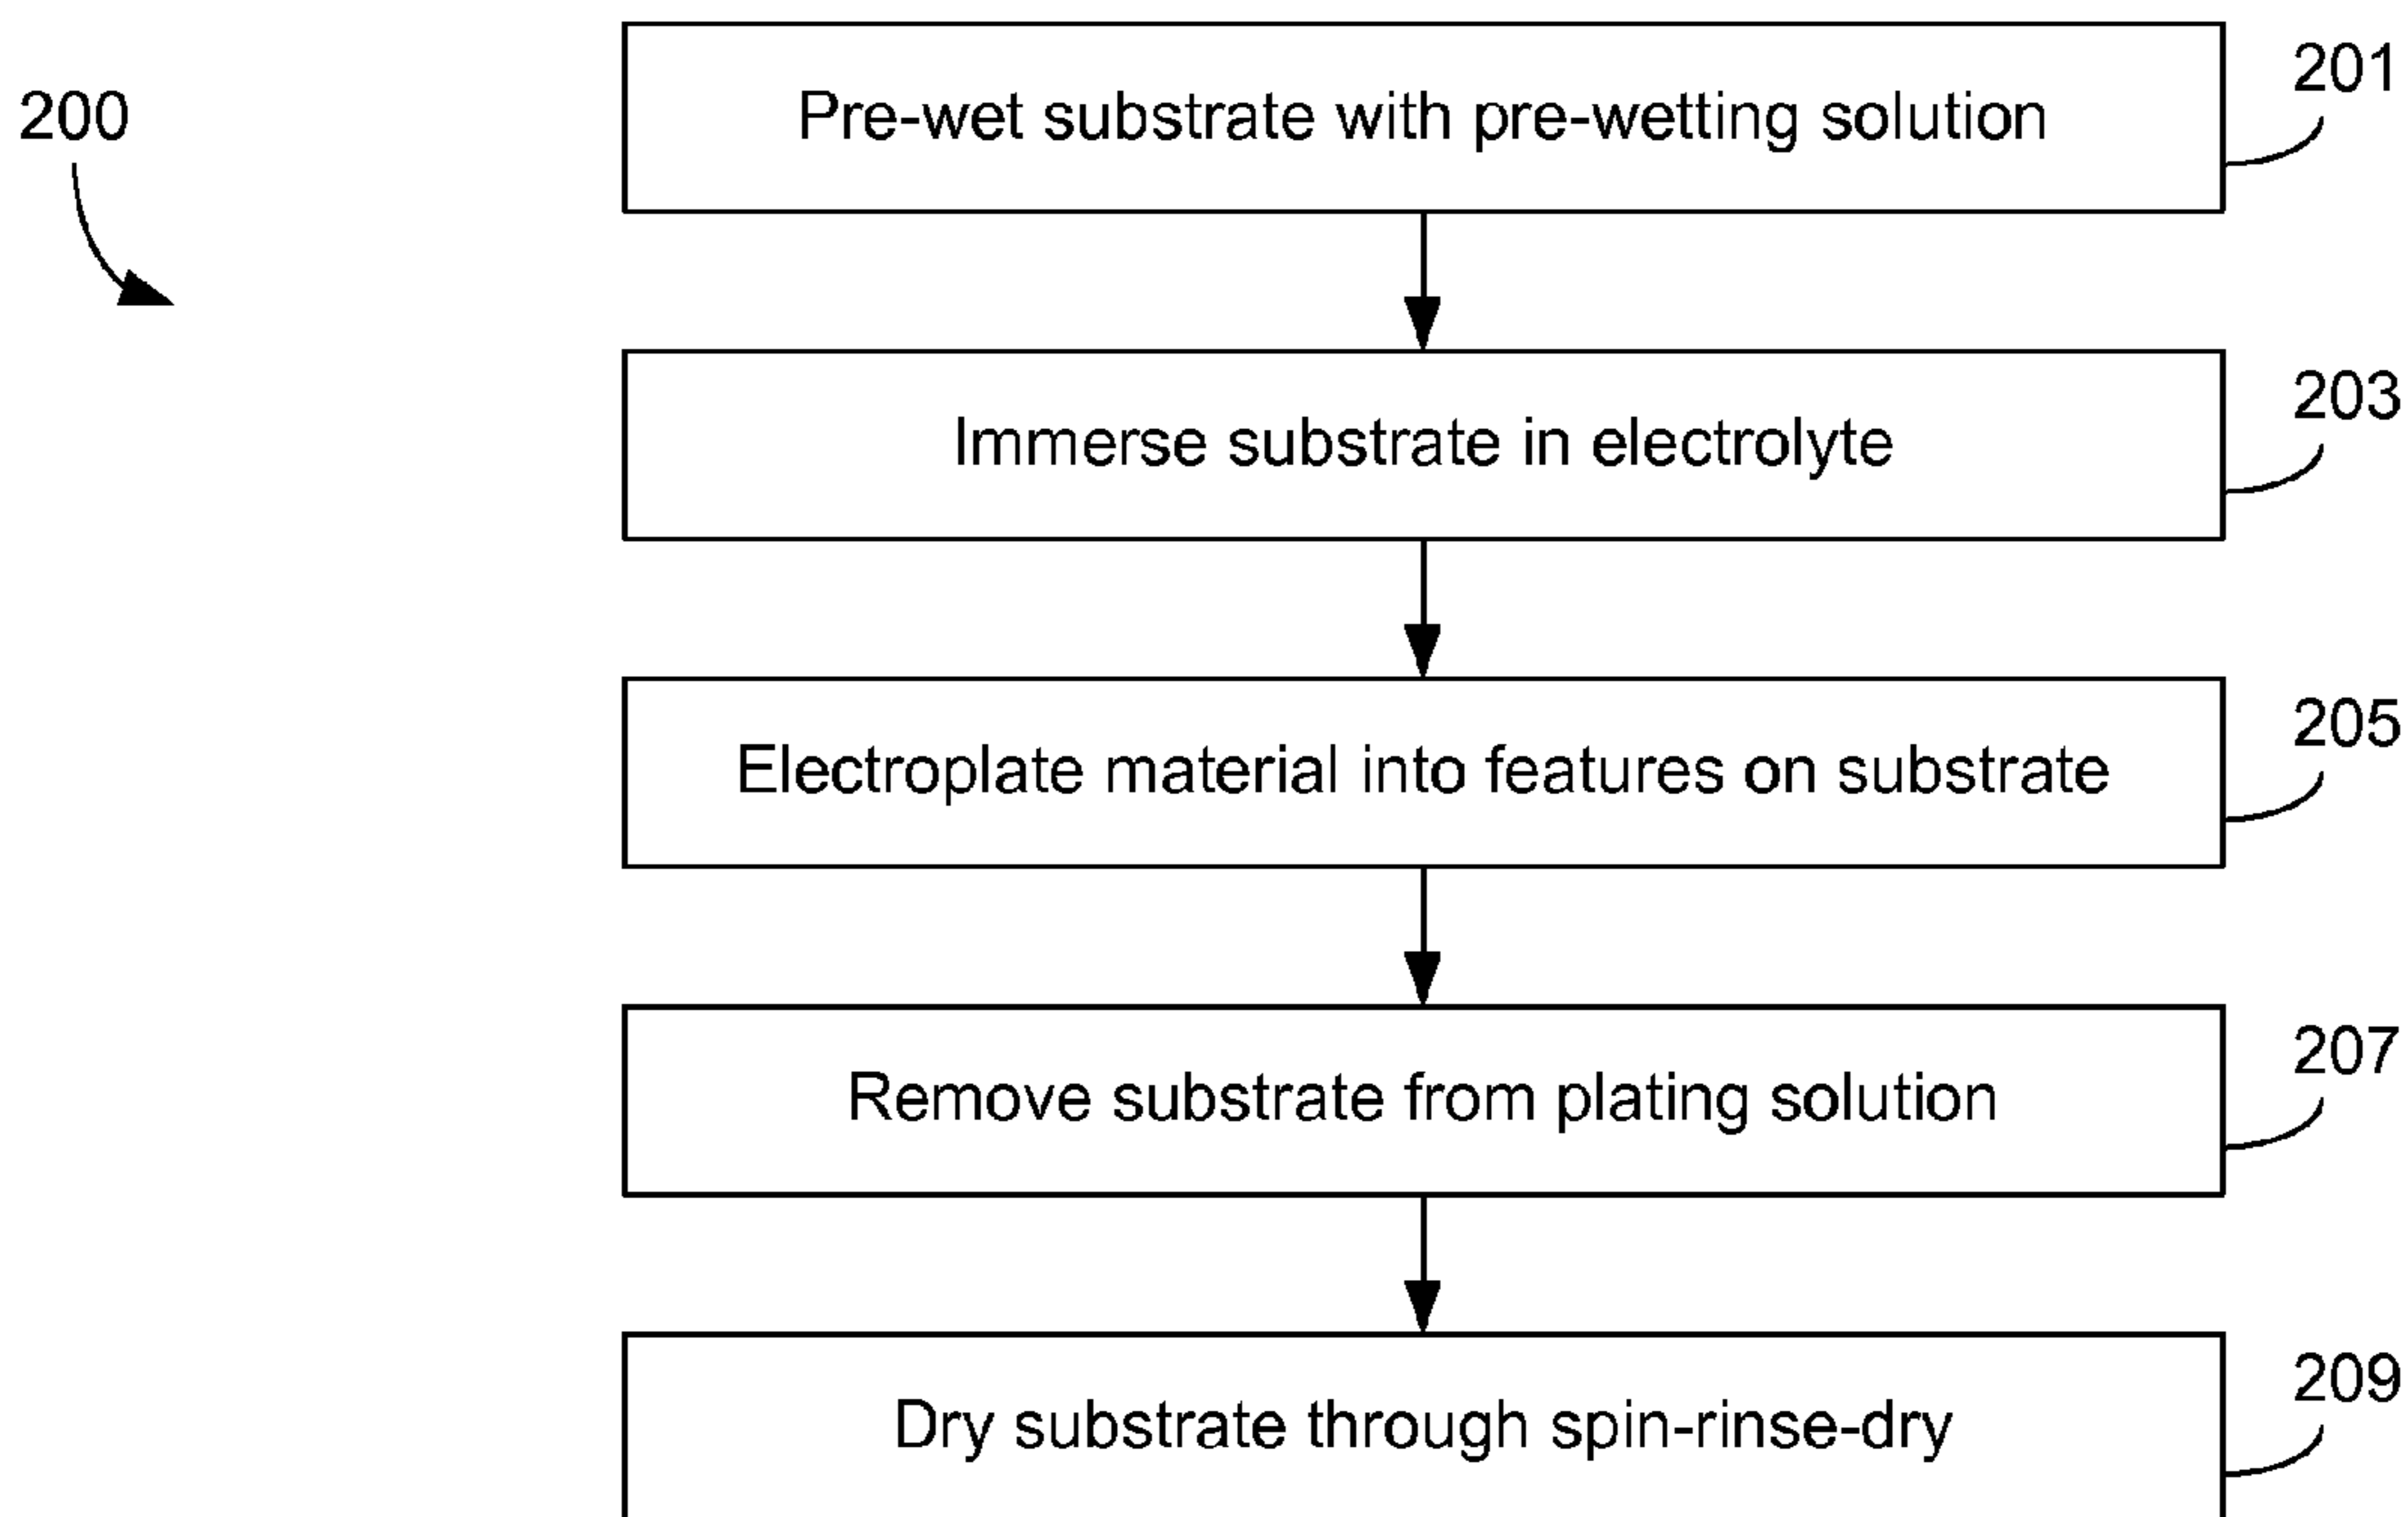 200
Pre-wet substrate with pre-wetting solution
201
Immerse substrate in electrolyte
203
Electroplate material into features on substrate
205
Remove substrate from plating solution
207
Dry substrate through spin-rinse-dry
209